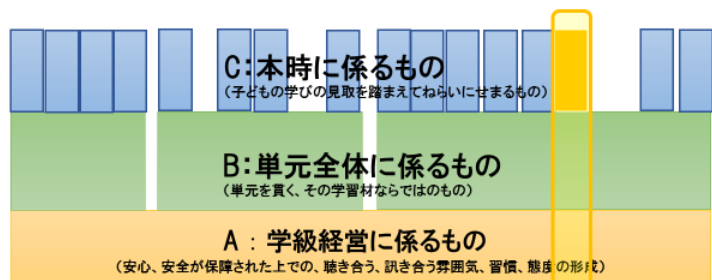 C:本時に係るもの
(子どもの学びの見取を踏まえてねらいにせまるもの)
B:単元全体に係るもの
(単元を貫く、その学習材ならではのもの)
A : 学級経営に係るもの
(安心、安全が保障された上での、聴き合う、訊き合う雰囲気、習慣、態度の形成)